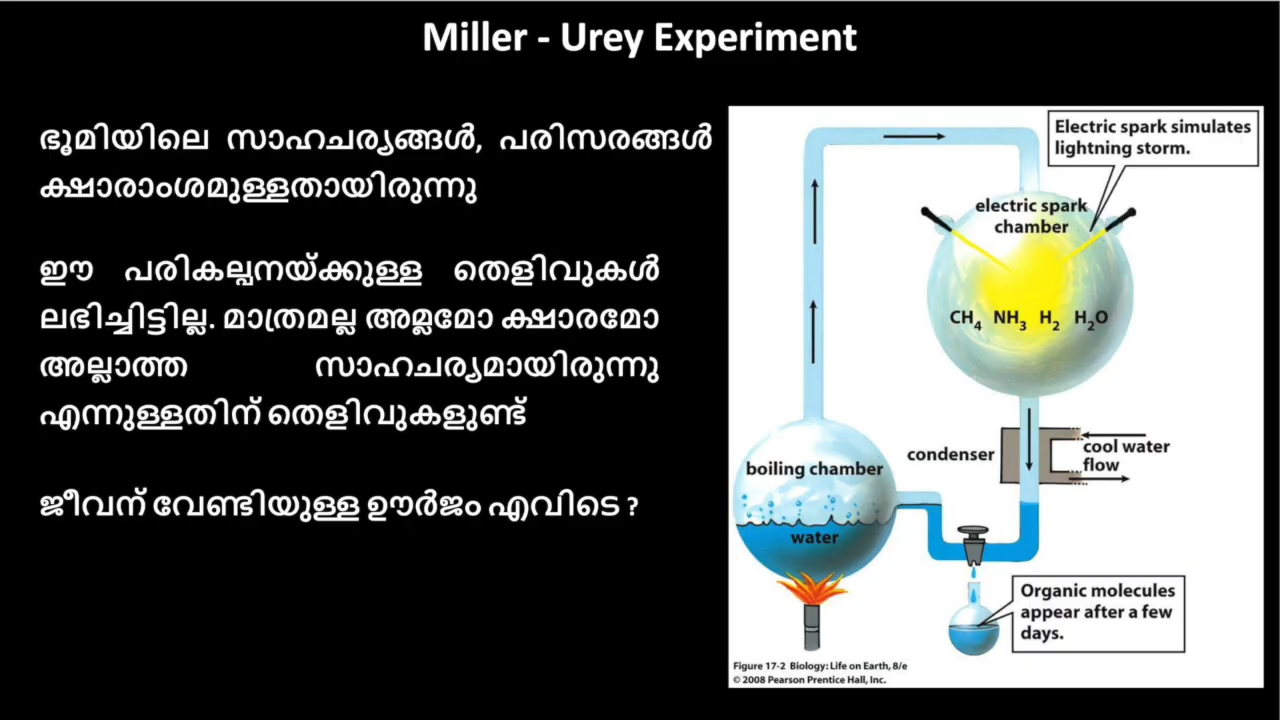 Miller - Urey Experiment
ഭൂമിയിലെ സാഹചര്യങ്ങൾ, പരിസരങ്ങൾ
ക്ഷാരാംശമുള്ളതായിരുന്നു
ഈ പരികല്പനയ്ക്കുള്ള തെളിവുകൾ
ലഭിച്ചിട്ടില്ല. മാത്രമല്ല അമ്ലമോ ക്ഷാരമോ
അല്ലാത്ത സാഹചര്യമായിരുന്നു
എന്നുള്ളതിന് തെളിവുകളുണ്ട്
ജീവന് വേണ്ടിയുള്ള ഊർജം എവിടെ ?
Electric spark simulates
lightning storm.
electric spark
chamber
CH4 NH3 H2 H2O
condenser
cool water
flow
boiling chamber
water
Organic molecules
appear after a few
days.
Figure 17-2 Biology: Life on Earth, 8/e
© 2008 Pearson Prentice Hall, Inc.